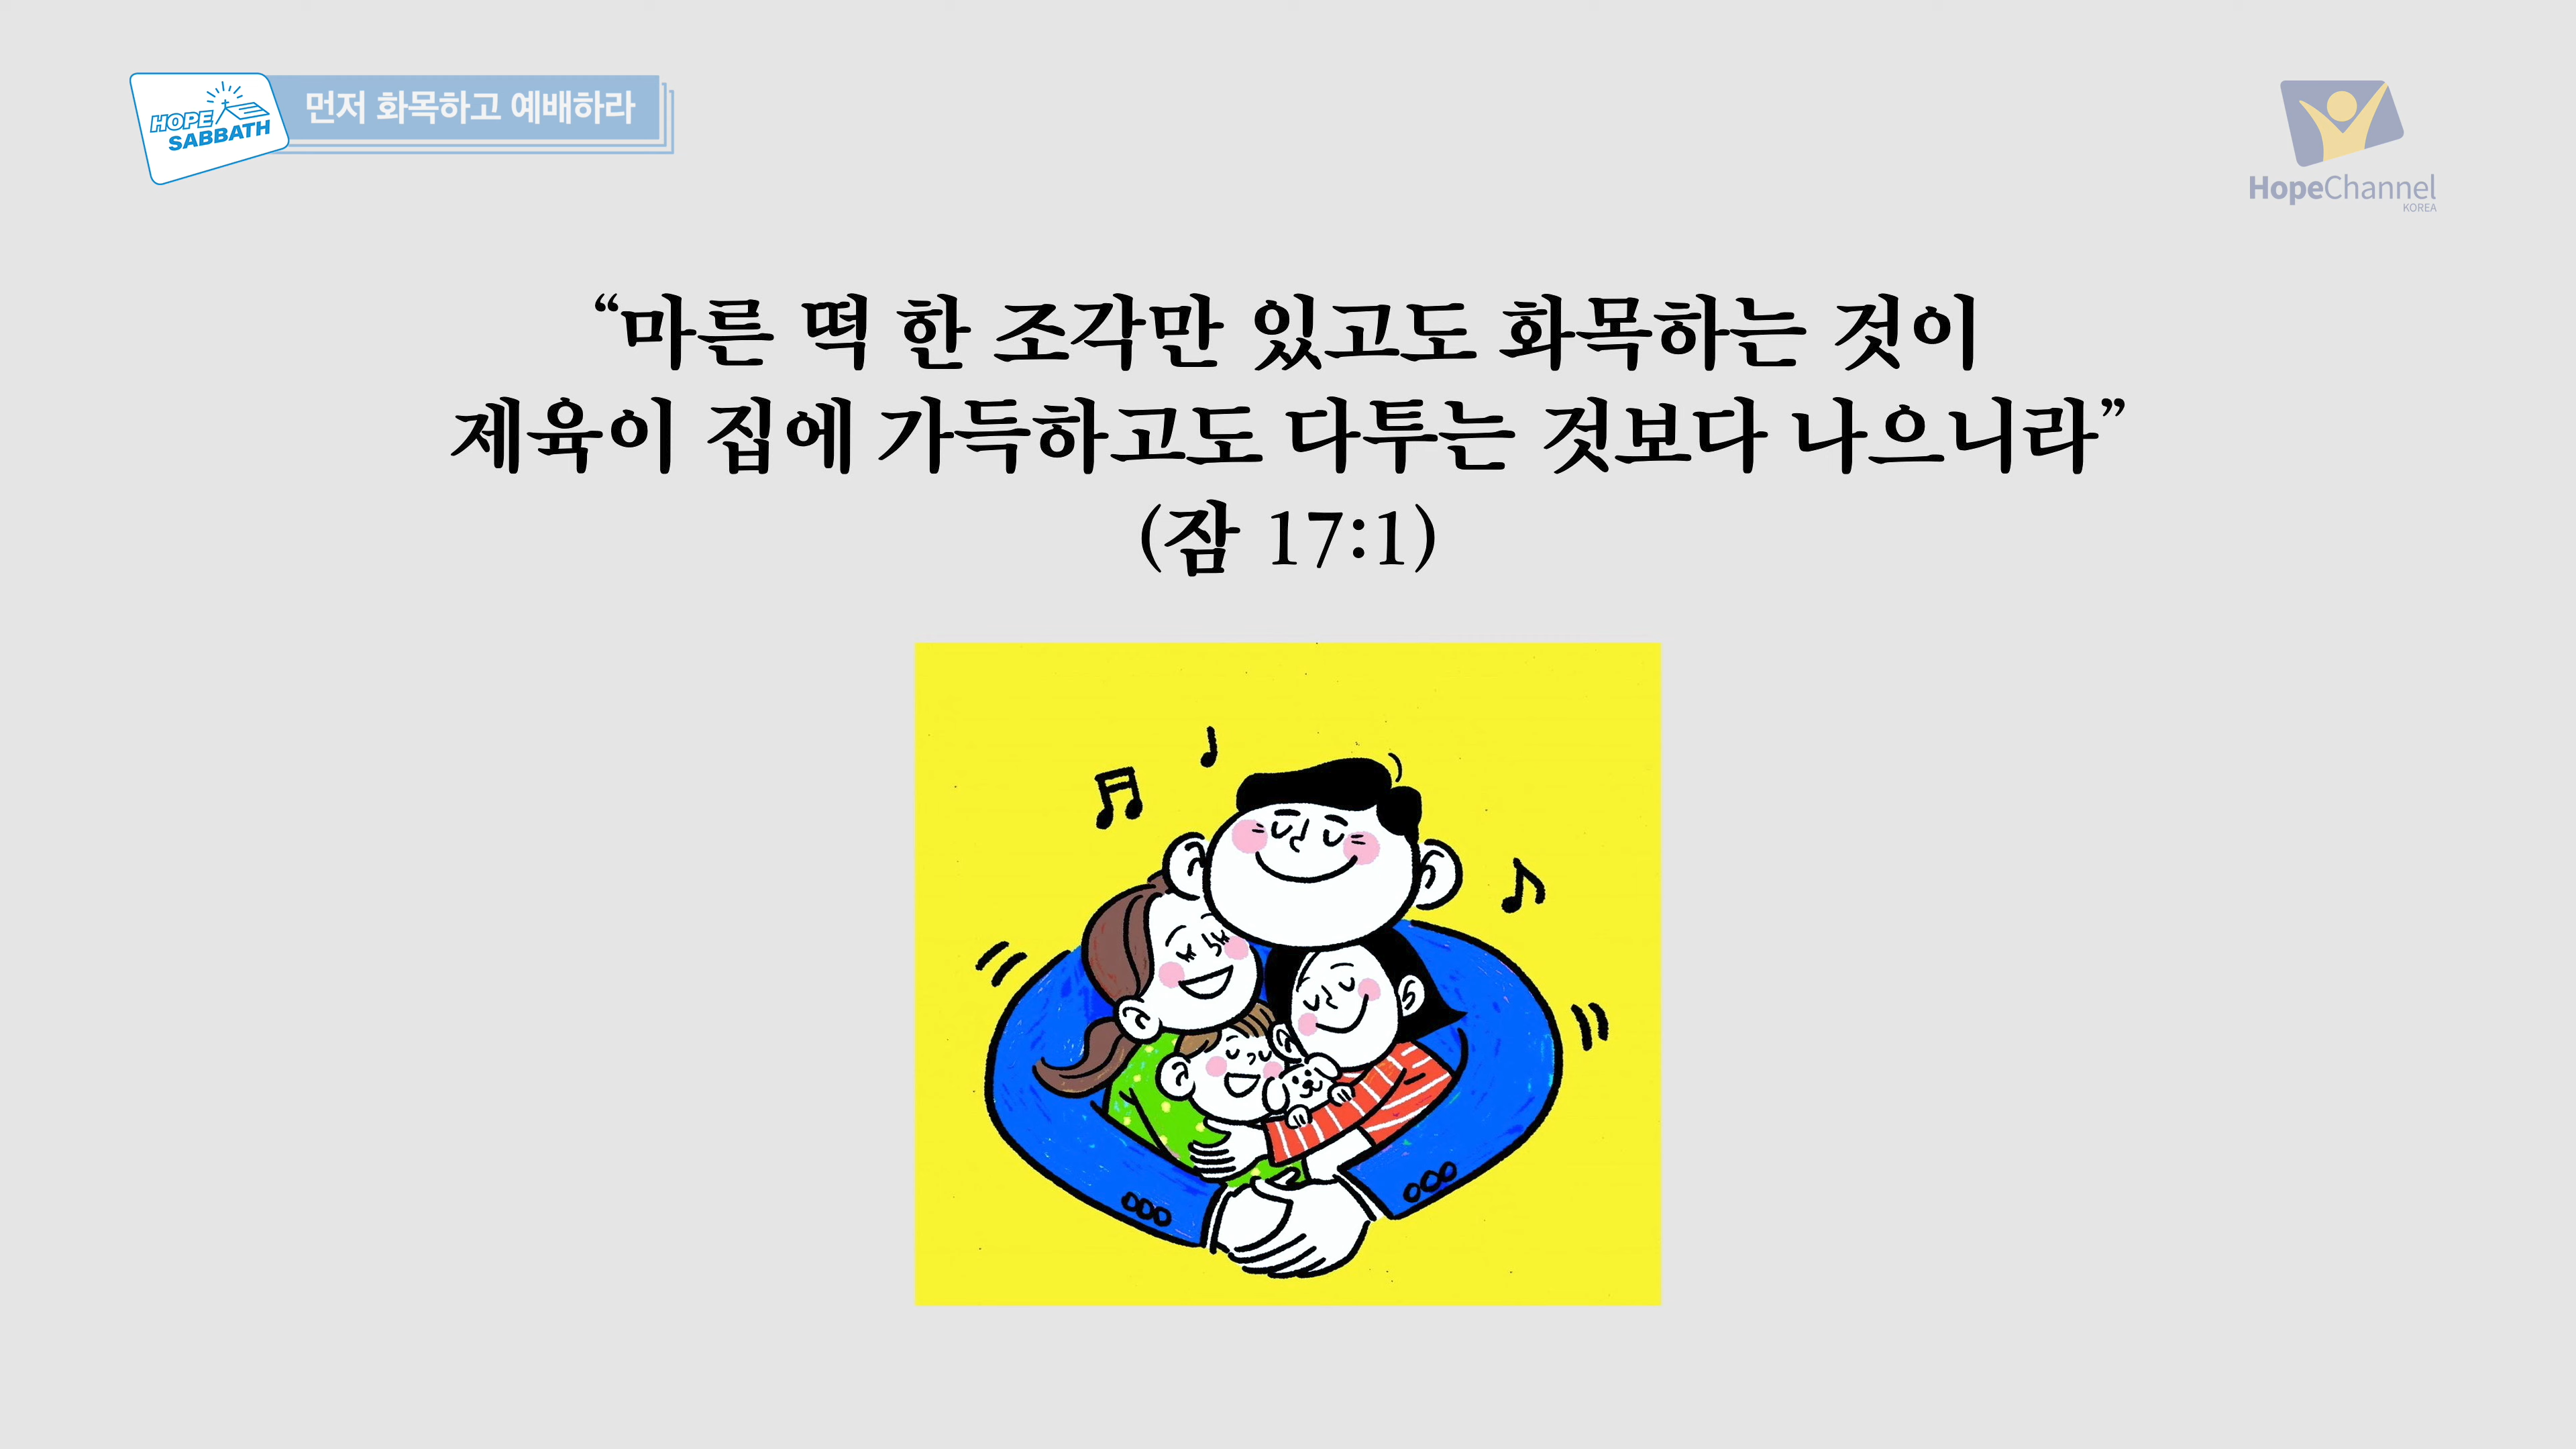 HOPE
SABBATH
먼저 화목하고 예배하라
HopeChannel
KOREA
“마른 떡 한 조각만 있고도 화목하는 것이
제육이 집에 가득하고도 다투는 것보다 나으니라”
(잠 17:1)